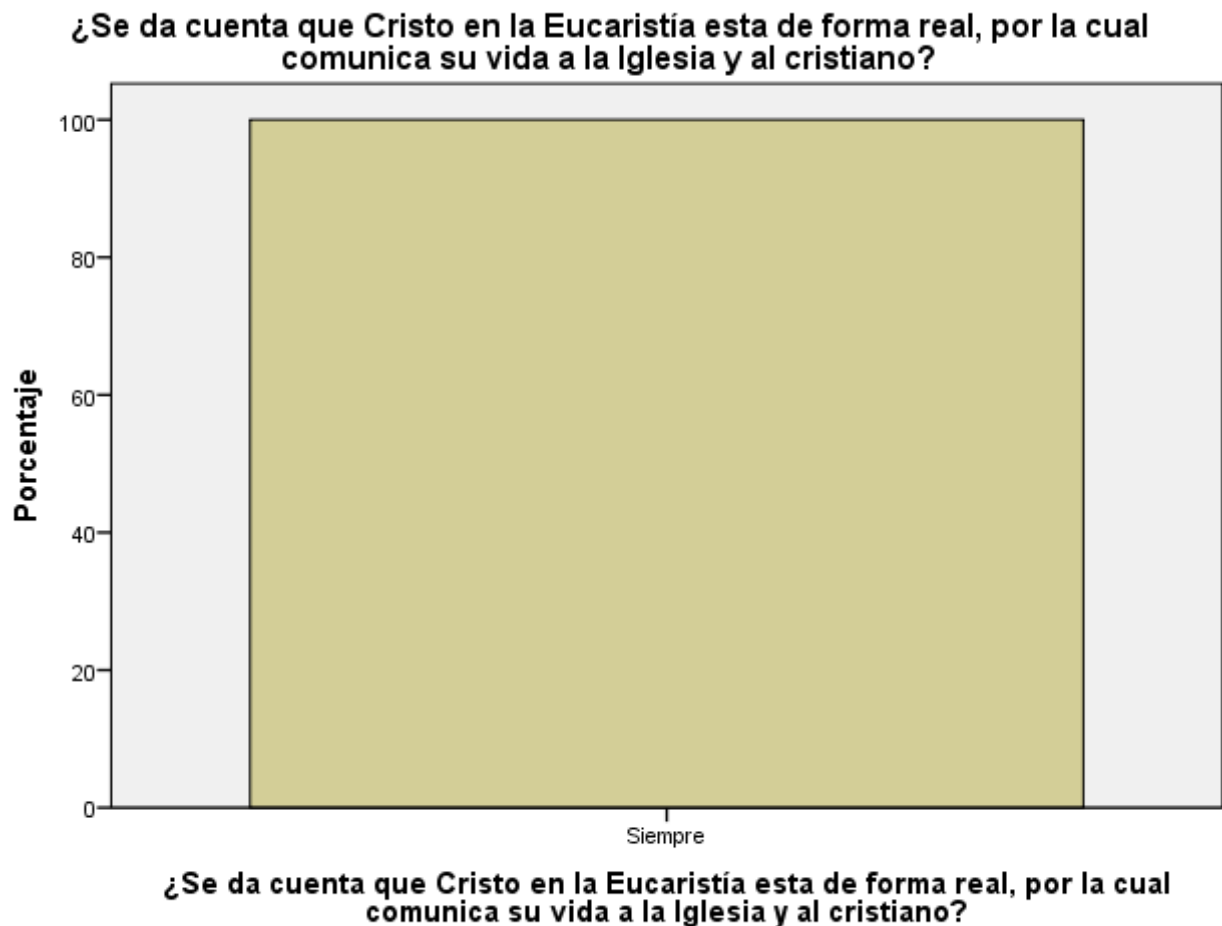 ¿Se da cuenta que Cristo en la Eucaristía esta de forma real, por la cual
comunica su vida a la Iglesia y al cristiano?
Porcentaje
100
80
60
40
20
0
Siempre
¿Se da cuenta que Cristo en la Eucaristía esta de forma real, por la cual
comunica su vida a la Iglesia y al cristiano?